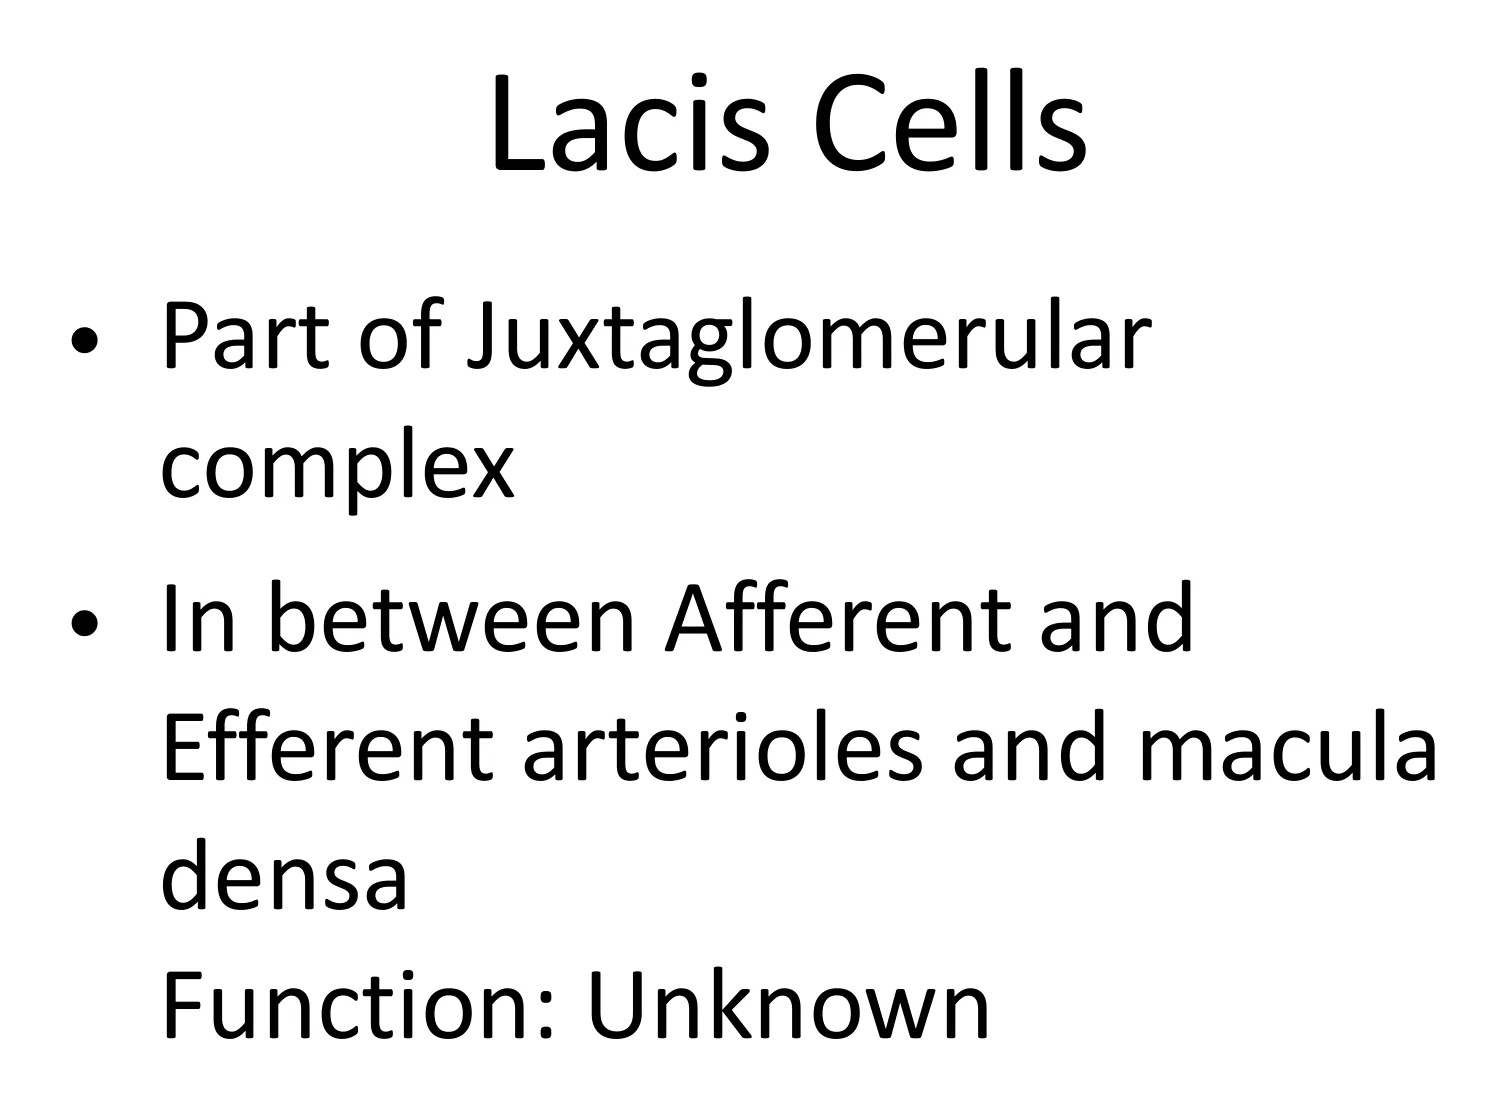 Lacis Cells
• Part of Juxtaglomerular
complex
• In between Afferent and
Efferent arterioles and macula
densa
Function: Unknown